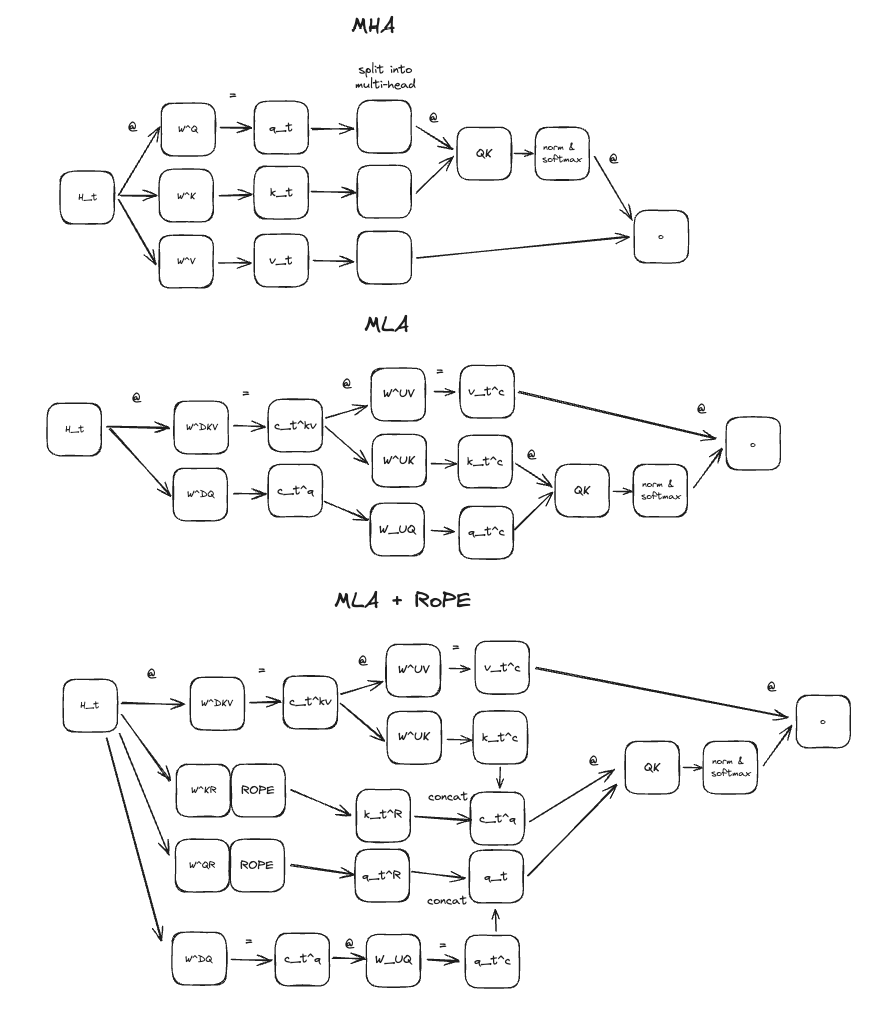 MHA
split into
multi-head
@
=
@
W^Q
q_t
QK
norm &
softmax
@
H_t
W^K
k_t
o
W^V
v_t
MLA
@
=
@
W^UV
=
v_t^c
@
H_t
W^DKV
c_t^kv
o
W^UK
k_t^c
@
W^DQ
c_t^q
QK
norm &
softmax
W_UQ
q_t^c
MLA + RoPE
@
=
@
W^UV
=
v_t^c
@
H_t
W^DKV
c_t^kv
o
W^UK
k_t^c
@
QK
norm &
softmax
W^KR
ROPE
concat
k_t^R
c_t^q
W^QR
ROPE
q_t^R
q_t
concat
W^DQ
=
c_t^q
@
W_UQ
=
q_t^c